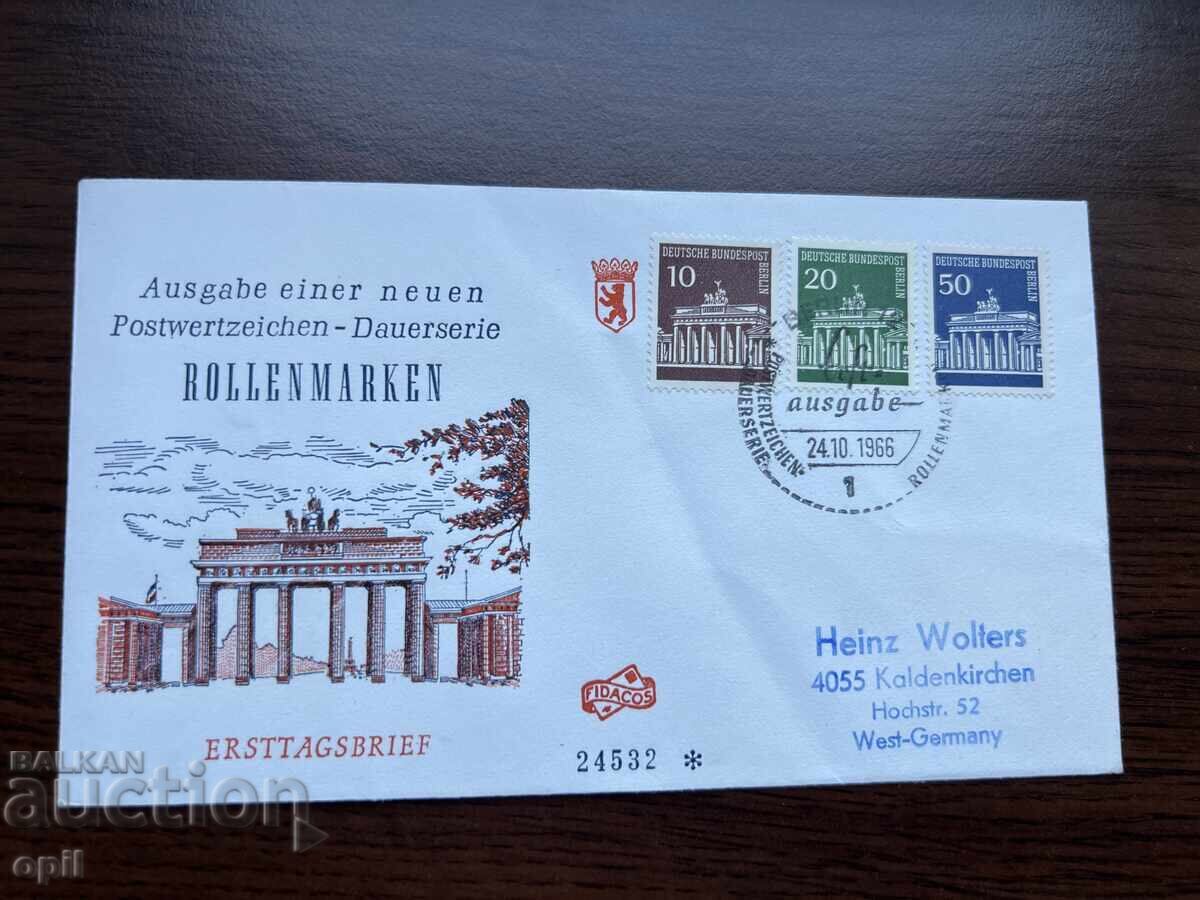 Ausgabe einer neuen
Postwertzeichen-Dauerserie
ROLLENMARKEN
DEUTSCHE BUNDESPOST
BERLIN
10
DEUTSCHE BUNDESPOST
BERLIN
20
DEUTSCHE BUNDESPOST
BERLIN
50
ausgabe
24.10.1966
1
POSTWERTZEICHEN-
DAUERSERIE
ROLLENMARKEN
Heinz Wolters
4055 Kaldenkirchen
Hochstr. 52
West-Germany
FIDACOS
ERSTTAGSBRIEF
24532 *
BALKAN
auction
opil